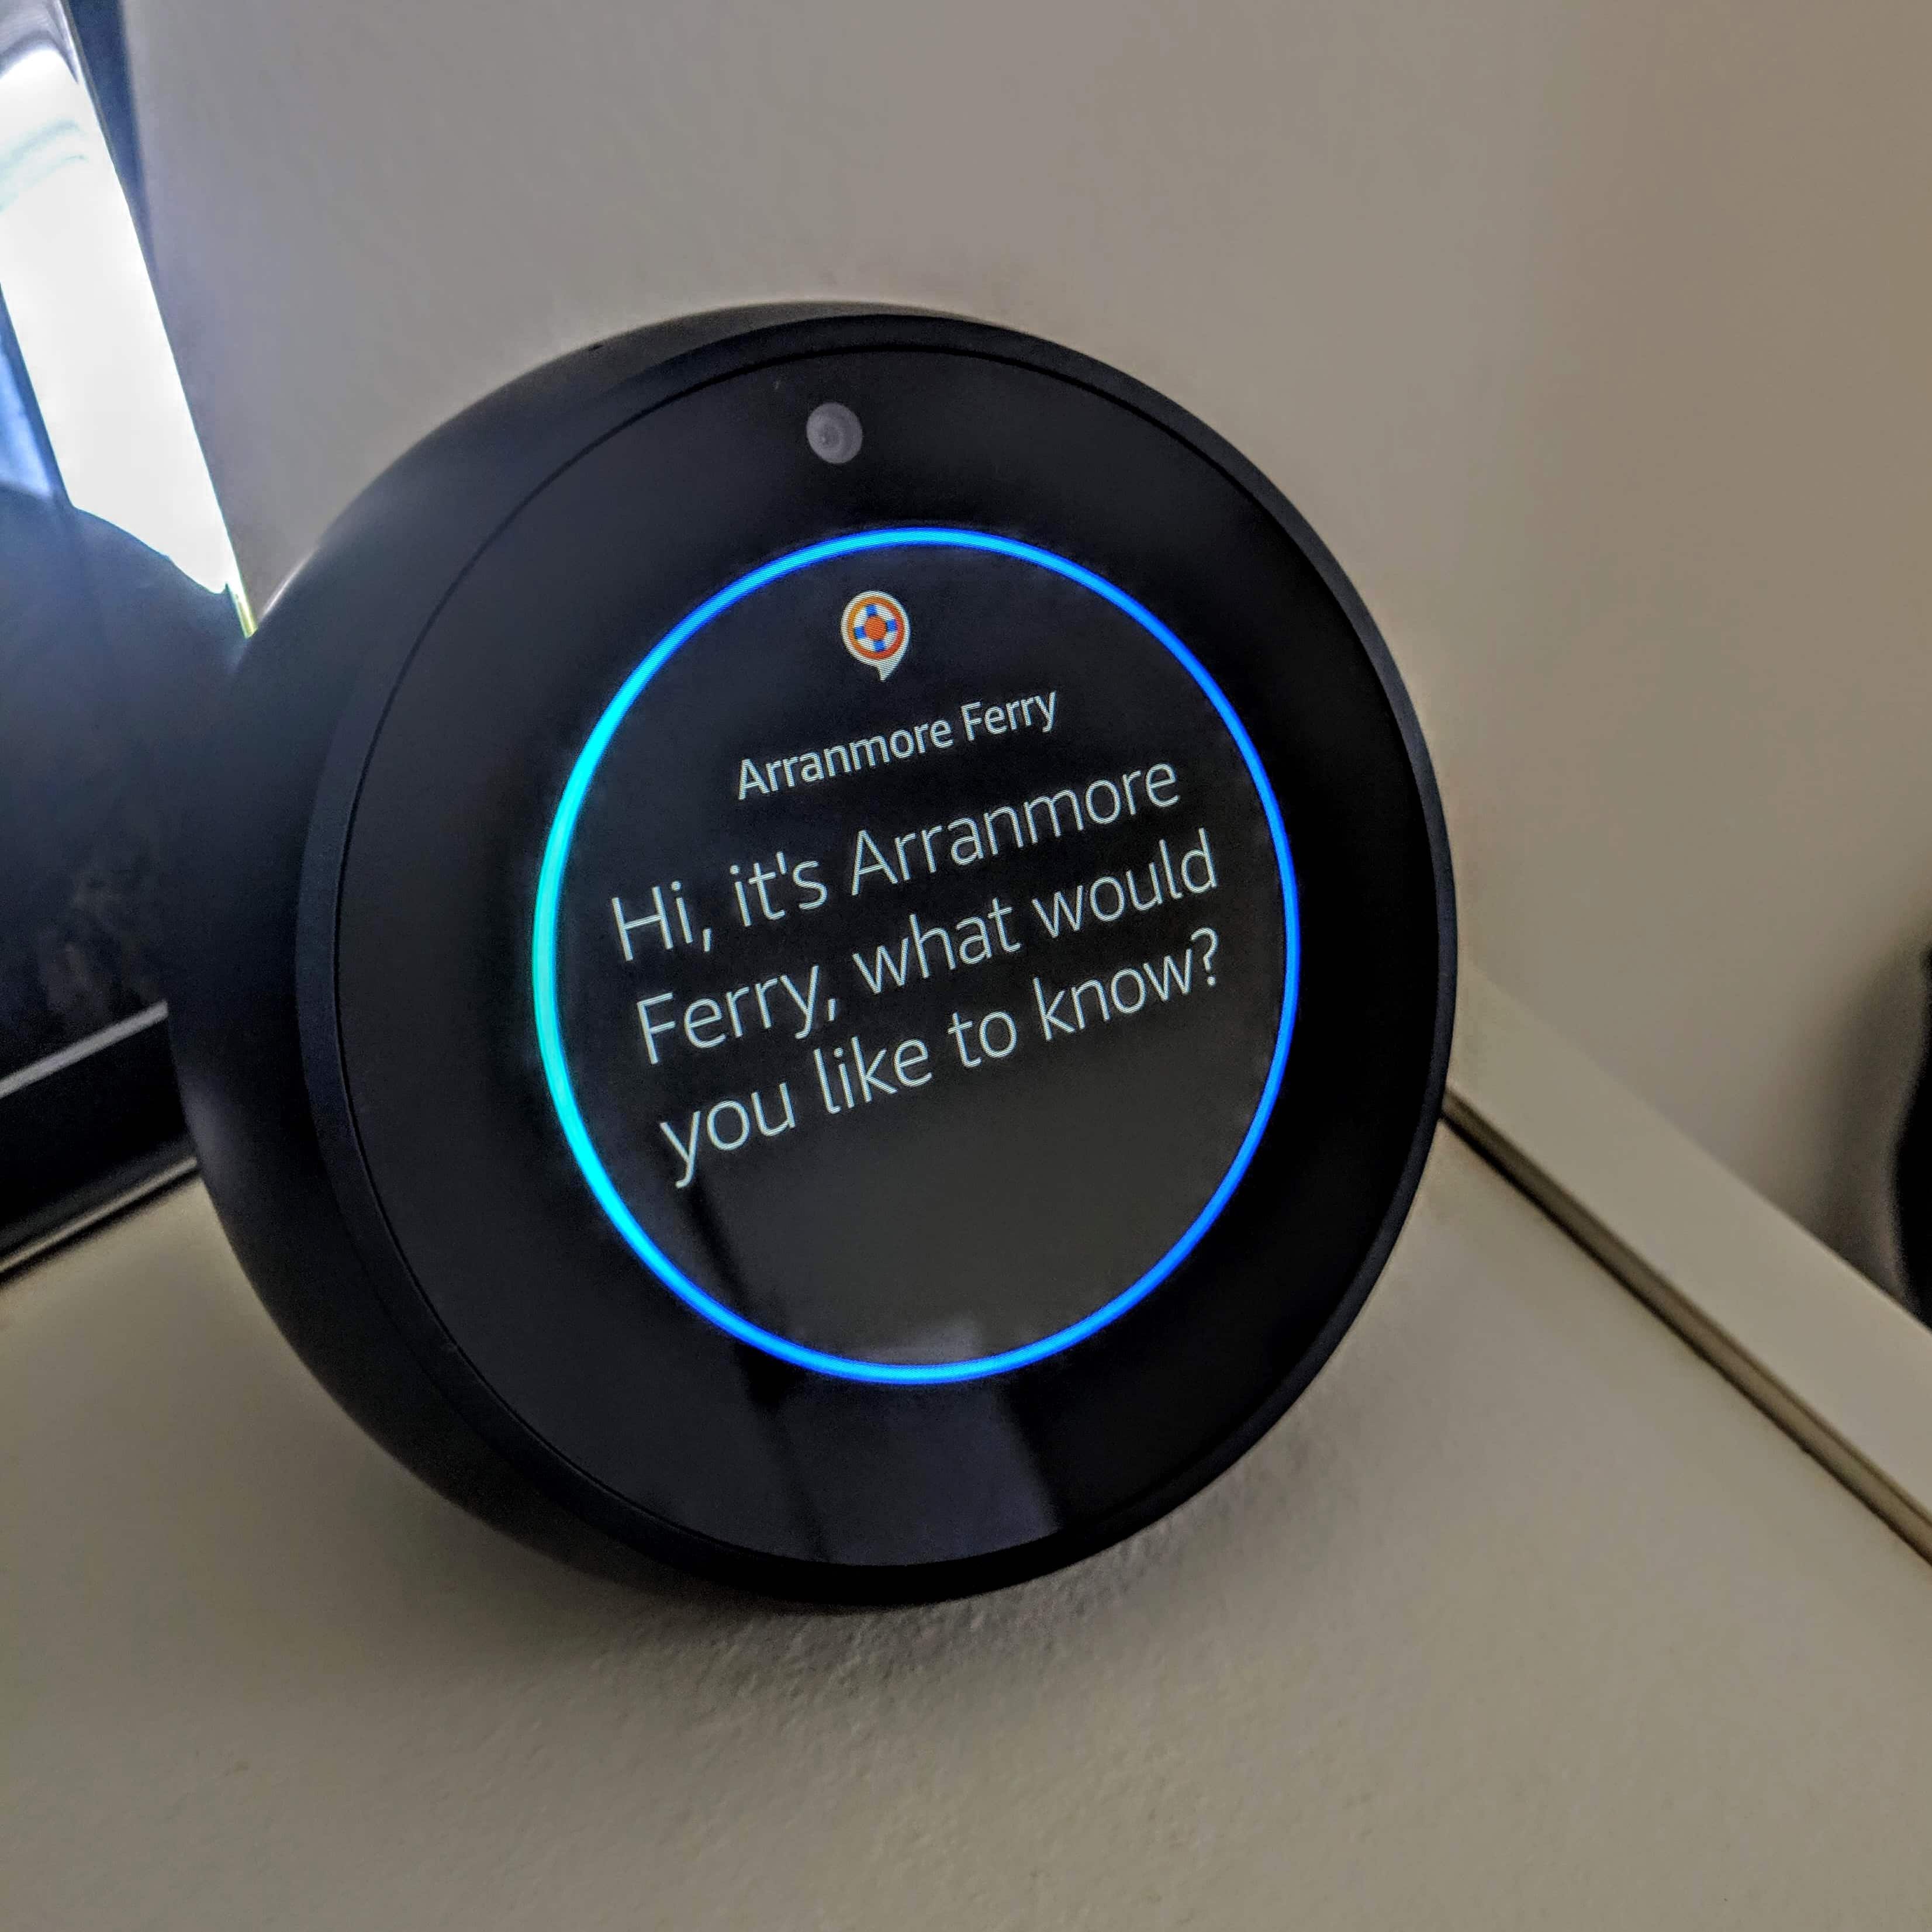 Arranmore Ferry
Hi, it's Arranmore
Ferry, what would
you like to know?